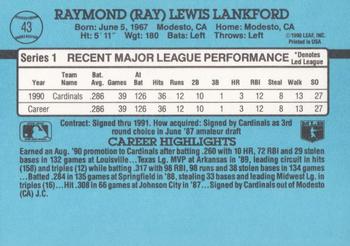 43
RAYMOND (RAY) LEWIS LANKFORD
Born: June 5, 1967 Modesto, CA Home: Modesto, CA
Ht: 5' 11" Wgt: 180 Bats: Left Throws: Left
© 1990 LEAF, INC.
Printed in USA
Series 1 RECENT MAJOR LEAGUE PERFORMANCE *Denotes Led League
Year Team Name Bat Avg G At Bat Hits Runs 2B 3B HR RBI Steal Walk SO
1990 Cardinals .286 39 126 36 12 10 1 3 12 8 13 27
Career .286 39 126 36 12 10 1 3 12 8 13 27
Contract: Signed thru 1991. How acquired: Signed by Cardinals as 3rd
round choice in June '87 amateur draft
CAREER HIGHLIGHTS
Earned an Aug. '90 promotion to Cardinals after batting .260 with 10 HR, 72 RBI and 29 stolen
bases in 132 games at Louisville...Texas Lg. MVP at Arkansas in '89, leading circuit in hits
(158) and triples (12) while batting .317 with 98 RBI, 98 runs and 38 stolen bases in 134 games
...Batted .284 in 135 games at Springfield in '88, stealing 33 bases and leading Midwest Lg. in
triples (16)...Hit .308 in 66 games at Johnson City in '87...Signed by Cardinals out of Modesto
(CA) J.C.